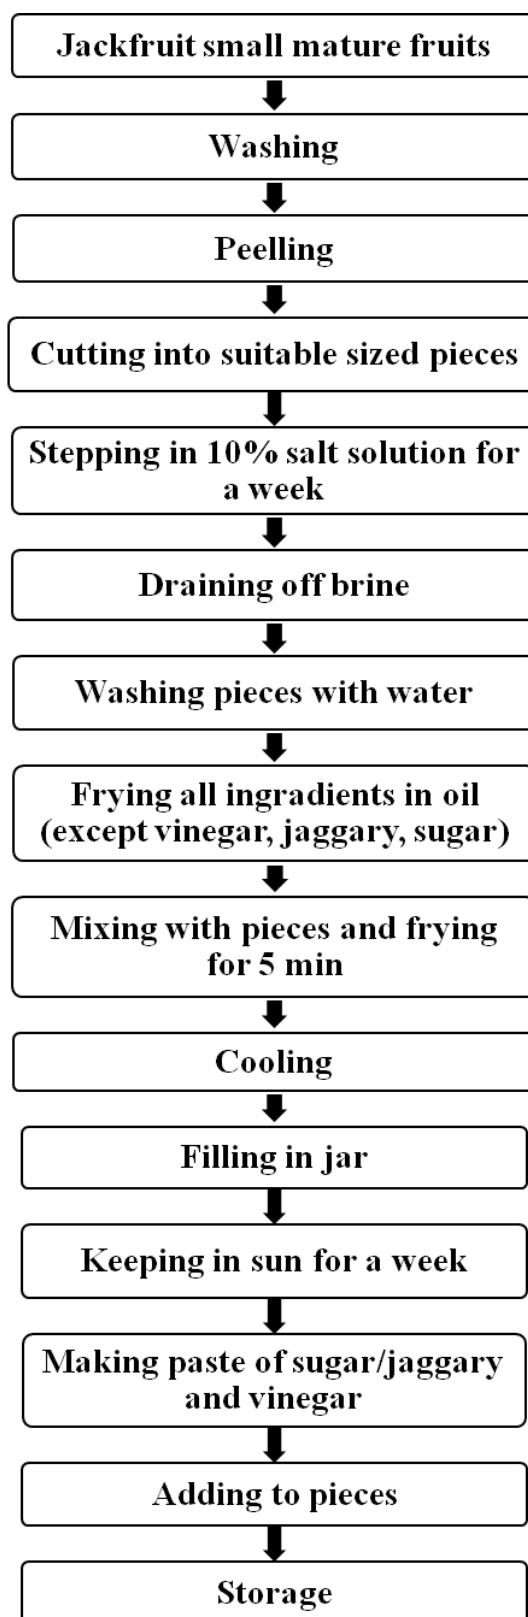 Jackfruit small mature fruits
Washing
Peelling
Cutting into suitable sized pieces
Stepping in 10% salt solution for
a week
Draining off brine
Washing pieces with water
Frying all ingredients in oil
(except vinegar, jaggary, sugar)
Mixing with pieces and frying
for 5 min
Cooling
Filling in jar
Keeping in sun for a week
Making paste of sugar/jaggary
and vinegar
Adding to pieces
Storage